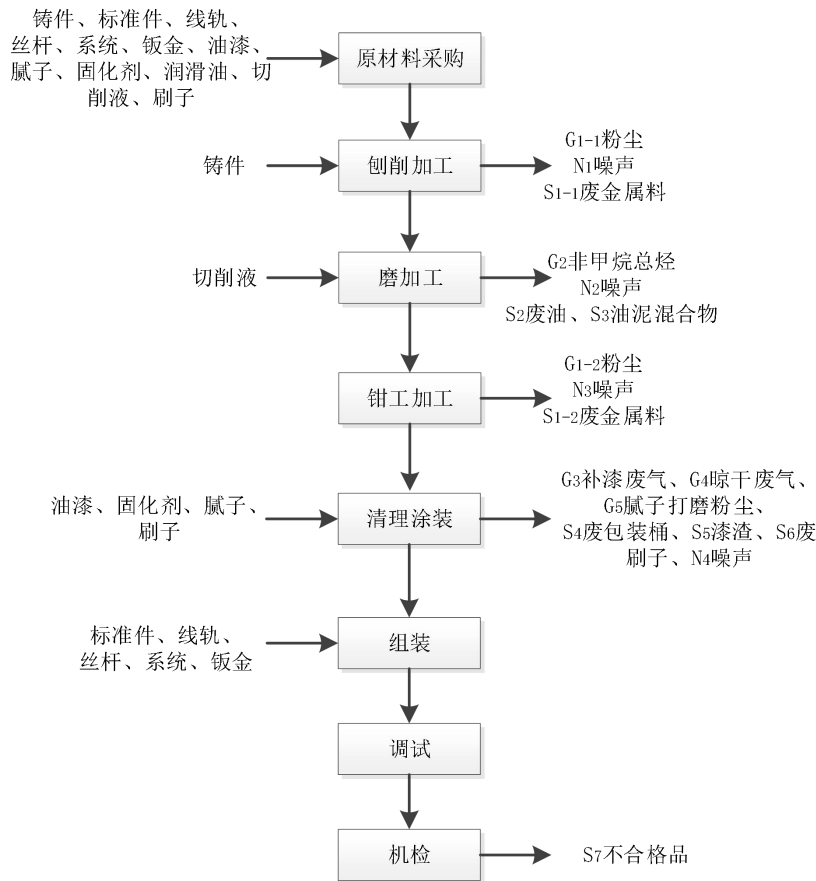 铸件、标准件、线轨、
丝杆、系统、钣金、油漆、
腻子、固化剂、润滑油、切
削液、刷子
原材料采购
铸件
刨削加工
G1-1粉尘
N1噪声
S1-1废金属料
切削液
磨加工
G2非甲烷总烃
N2噪声
S2废油、S3油泥混合物
钳工加工
G1-2粉尘
N3噪声
S1-2废金属料
油漆、固化剂、腻子、
刷子
清理涂装
G3补漆废气、G4晾干废气、
G5腻子打磨粉尘、
S4废包装桶、S5漆渣、S6废
刷子、N4噪声
标准件、线轨、
丝杆、系统、钣金
组装
调试
机检
S7不合格品